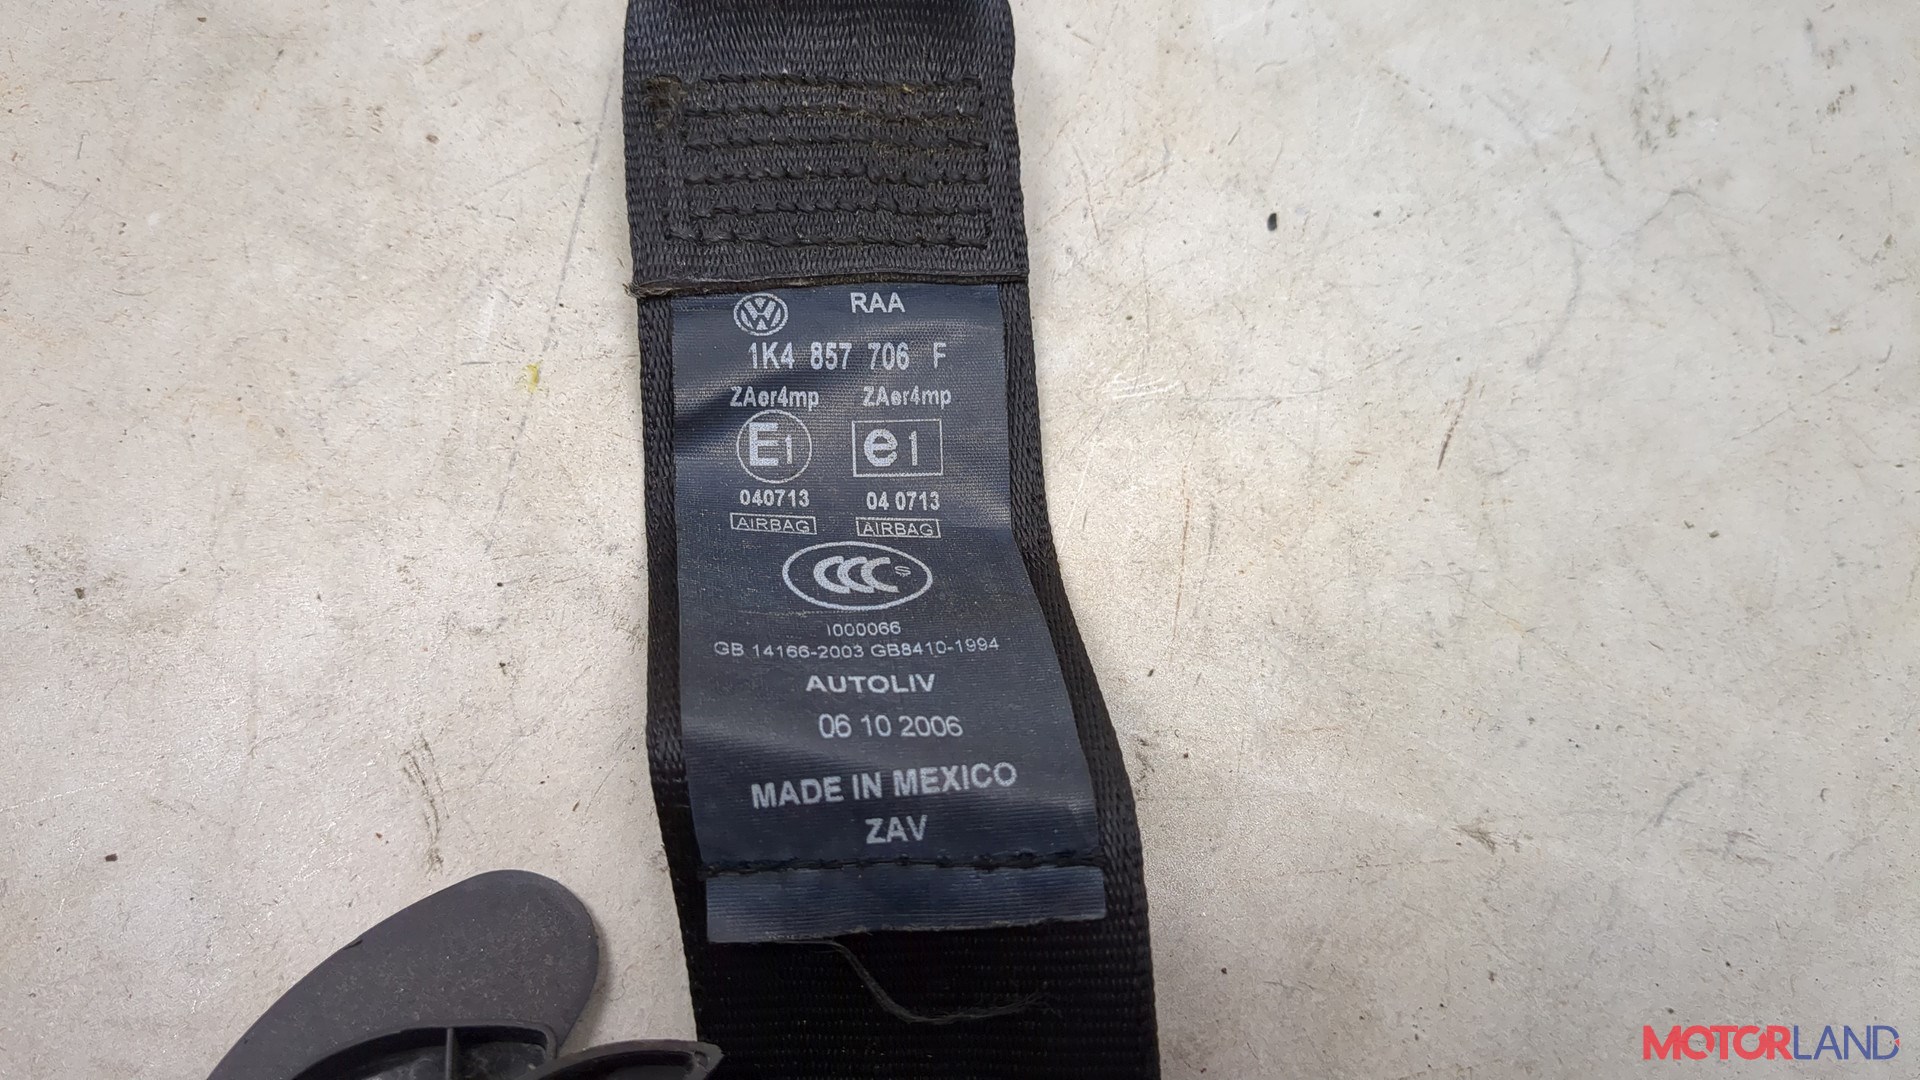 RAA
1K4 857 706 F
ZAer4mp ZAer4mp
E1 e1
040713 04 0713
AIRBAG AIRBAG
CCC S
I000066
GB 14166-2003 GB8410-1994
AUTOLIV
06 10 2006
MADE IN MEXICO
ZAV
MOTORLAND